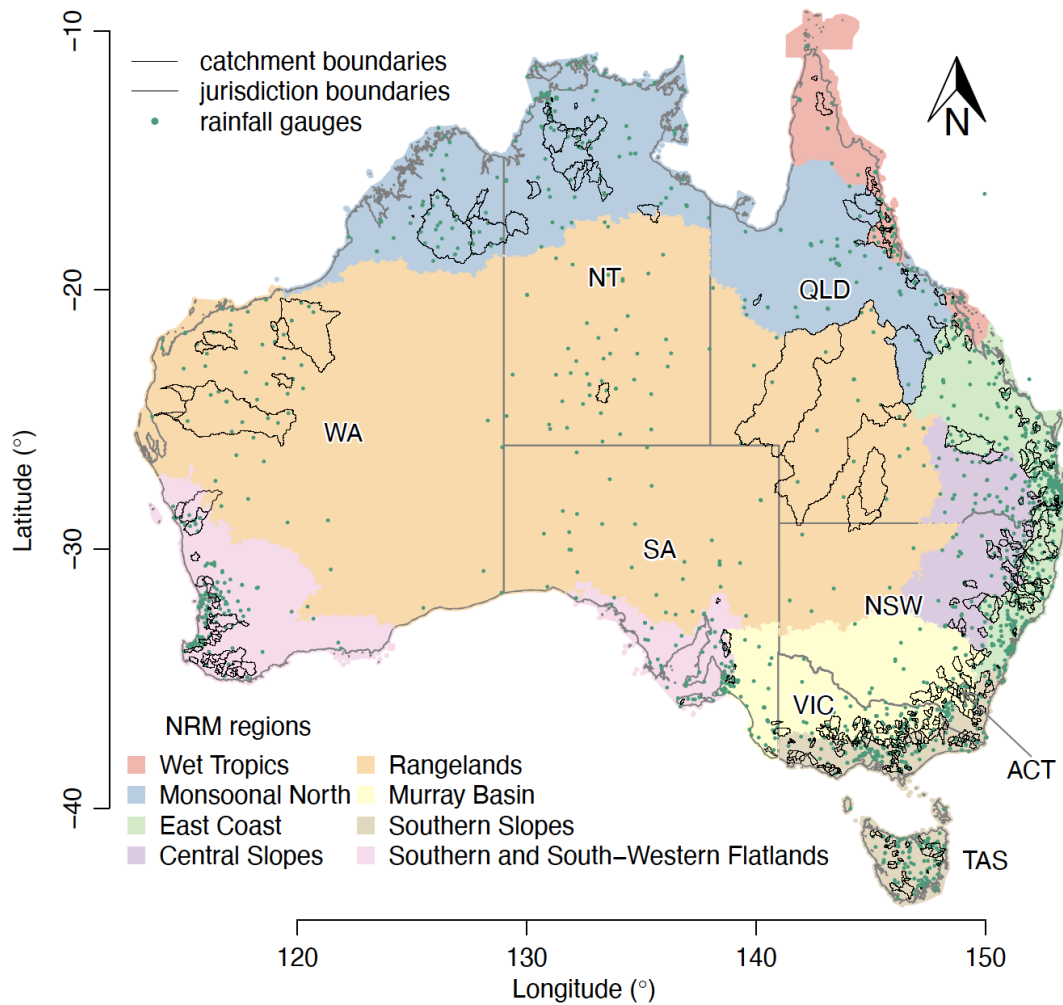 −10
catchment boundaries
jurisdiction boundaries
rainfall gauges
N
NT
−20
QLD
WA
Latitude (°)
−30
SA
NSW
VIC
NRM regions
Wet Tropics
Rangelands
ACT
Monsoonal North
Murray Basin
−40
East Coast
Southern Slopes
Central Slopes
Southern and South−Western Flatlands
TAS
120
130
140
150
Longitude (°)